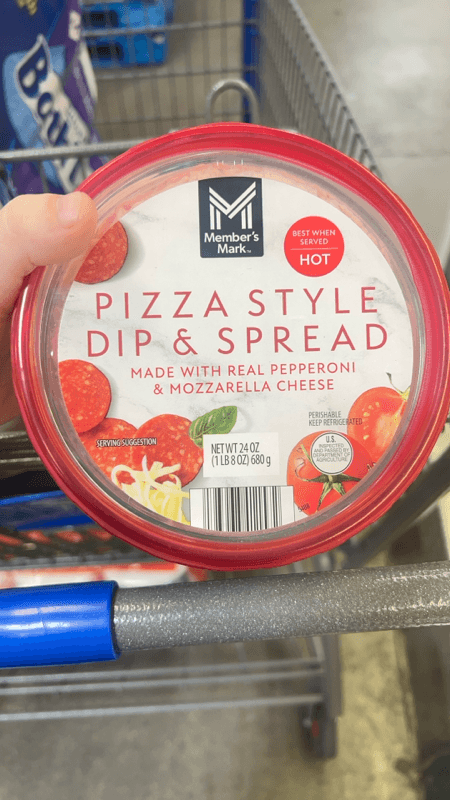 Member's
Mark™
BEST WHEN
SERVED
HOT
PIZZA STYLE
DIP & SPREAD
MADE WITH REAL PEPPERONI
& MOZZARELLA CHEESE
PERISHABLE
KEEP REFRIGERATED
SERVING SUGGESTION
NET WT 24 OZ
(1 LB 8 OZ) 680 g
U.S.
INSPECTED
AND PASSED BY
DEPARTMENT OF
AGRICULTURE